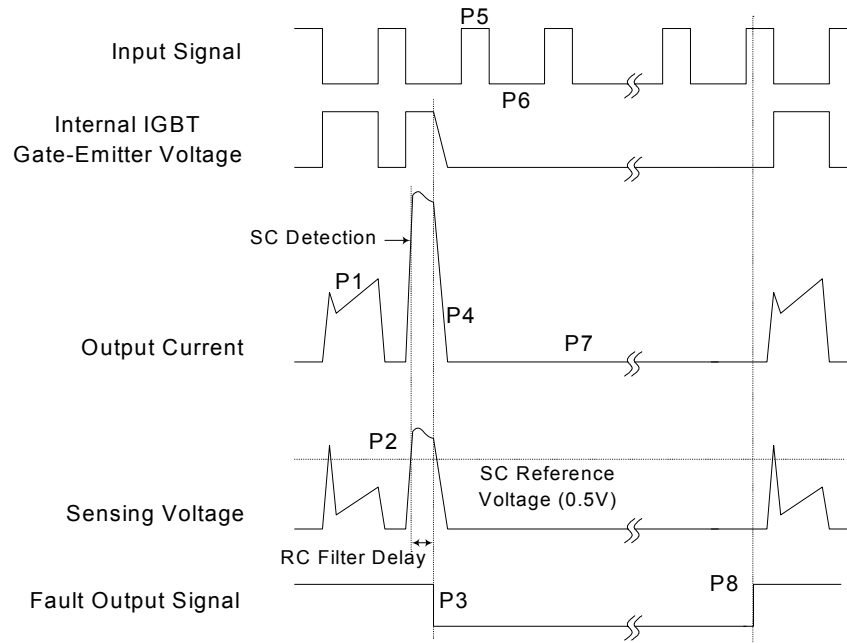 P5
Input Signal
P6
Internal IGBT
Gate-Emitter Voltage
SC Detection
P1
P4
Output Current
P7
P2
SC Reference
Voltage (0.5V)
Sensing Voltage
RC Filter Delay
P8
Fault Output Signal
P3